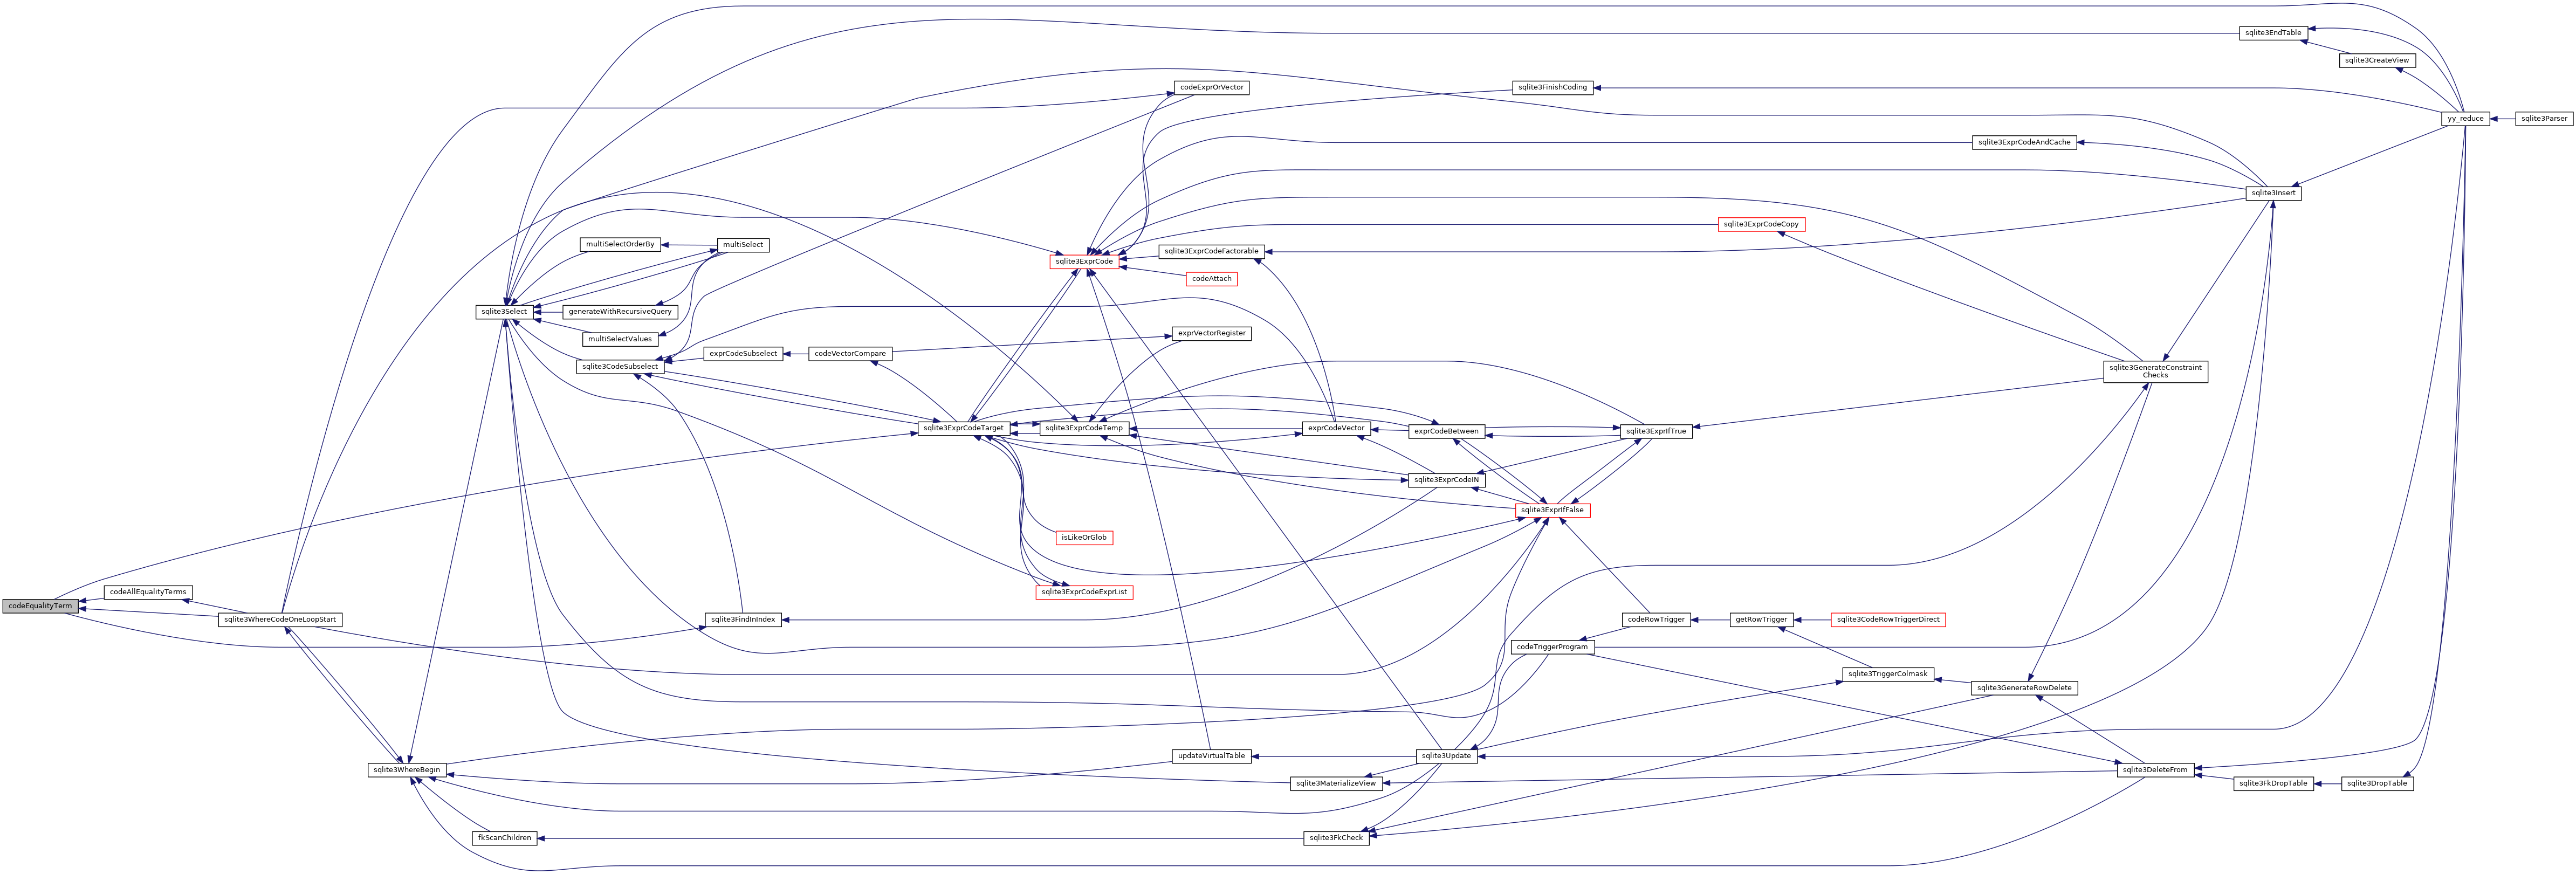 sqlite3EndTable
sqlite3CreateView
codeExprOrVector
sqlite3FinishCoding
yy_reduce
sqlite3Parser
sqlite3ExprCodeAndCache
sqlite3Insert
sqlite3ExprCodeCopy
multiSelectOrderBy
multiSelect
sqlite3ExprCodeFactorable
sqlite3ExprCode
codeAttach
sqlite3Select
generateWithRecursiveQuery
multiSelectValues
exprVectorRegister
exprCodeSubselect
codeVectorCompare
sqlite3CodeSubselect
sqlite3GenerateConstraint
Checks
sqlite3ExprCodeTarget
sqlite3ExprCodeTemp
exprCodeVector
exprCodeBetween
sqlite3ExprIfTrue
sqlite3ExprCodeIN
sqlite3ExprIfFalse
isLikeOrGlob
codeAllEqualityTerms
sqlite3ExprCodeExprList
codeEqualityTerm
sqlite3WhereCodeOneLoopStart
sqlite3FindInIndex
codeRowTrigger
getRowTrigger
sqlite3CodeRowTriggerDirect
codeTriggerProgram
sqlite3TriggerColmask
sqlite3GenerateRowDelete
updateVirtualTable
sqlite3Update
sqlite3WhereBegin
sqlite3DeleteFrom
sqlite3MaterializeView
sqlite3FkDropTable
sqlite3DropTable
fkScanChildren
sqlite3FkCheck